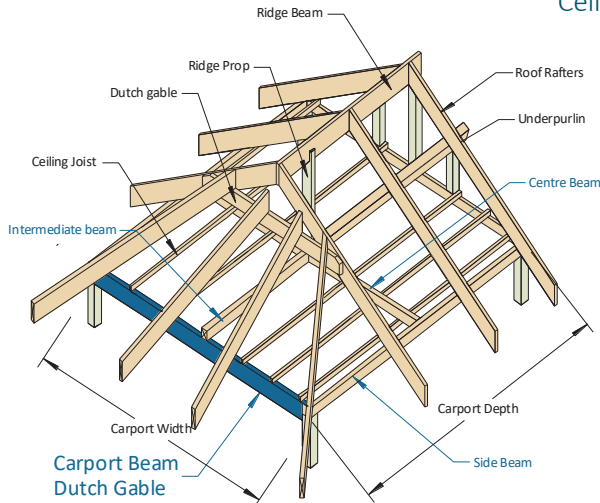 Ceil
Ridge Beam
Ridge Prop
Roof Rafters
Dutch gable
Underpurlin
Ceiling Joist
Centre Beam
Intermediate beam
Carport Width
Carport Depth
Carport Beam
Dutch Gable
Side Beam